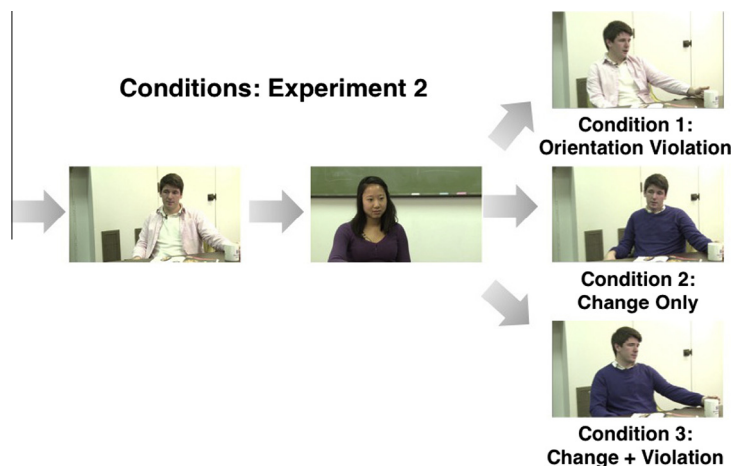 Conditions: Experiment 2
Condition 1:
Orientation Violation
Condition 2:
Change Only
Condition 3:
Change + Violation